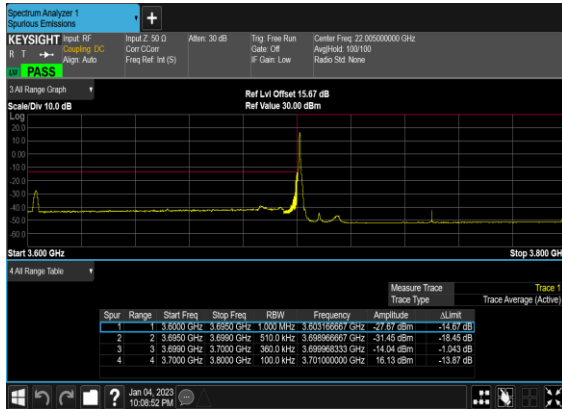 Spectrum Analyzer 1
Spurious Emissions
KEYSIGHT Input: RF Input Z: 50 Ω Atten: 30 dB Trig: Free Run Center Freq: 22.005000000 GHz
R T Coupling: DC Corr CCorr Gate: Off Avg|Hold: 100/100
Align: Auto Freq Ref: Int (S) IF Gain: Low Radio Std: None
PASS
3 All Range Graph
Ref Lvl Offset 15.67 dB
Scale/Div 10.0 dB Ref Value 30.00 dBm
Log
20.0
10.0
0.00
-10.0
-20.0
-30.0
-40.0
-50.0
-60.0
Start 3.600 GHz Stop 3.800 GH
4 All Range Table
Measure Trace Trace 1
Trace Type Trace Average (Active)
Spur Range Start Freq Stop Freq RBW Frequency Amplitude ΔLimit
1 1 3.6000 GHz 3.6950 GHz 1.000 MHz 3.603166667 GHz -27.67 dBm -14.67 dB
2 2 3.6950 GHz 3.6990 GHz 510.0 kHz 3.698966667 GHz -31.45 dBm -18.45 dB
3 3 3.6990 GHz 3.7000 GHz 360.0 kHz 3.699968333 GHz -14.04 dBm -1.043 dB
4 4 3.7000 GHz 3.8000 GHz 100.0 kHz 3.701000000 GHz 16.13 dBm -13.87 dB
Jan 04, 2023
10:08:52 PM